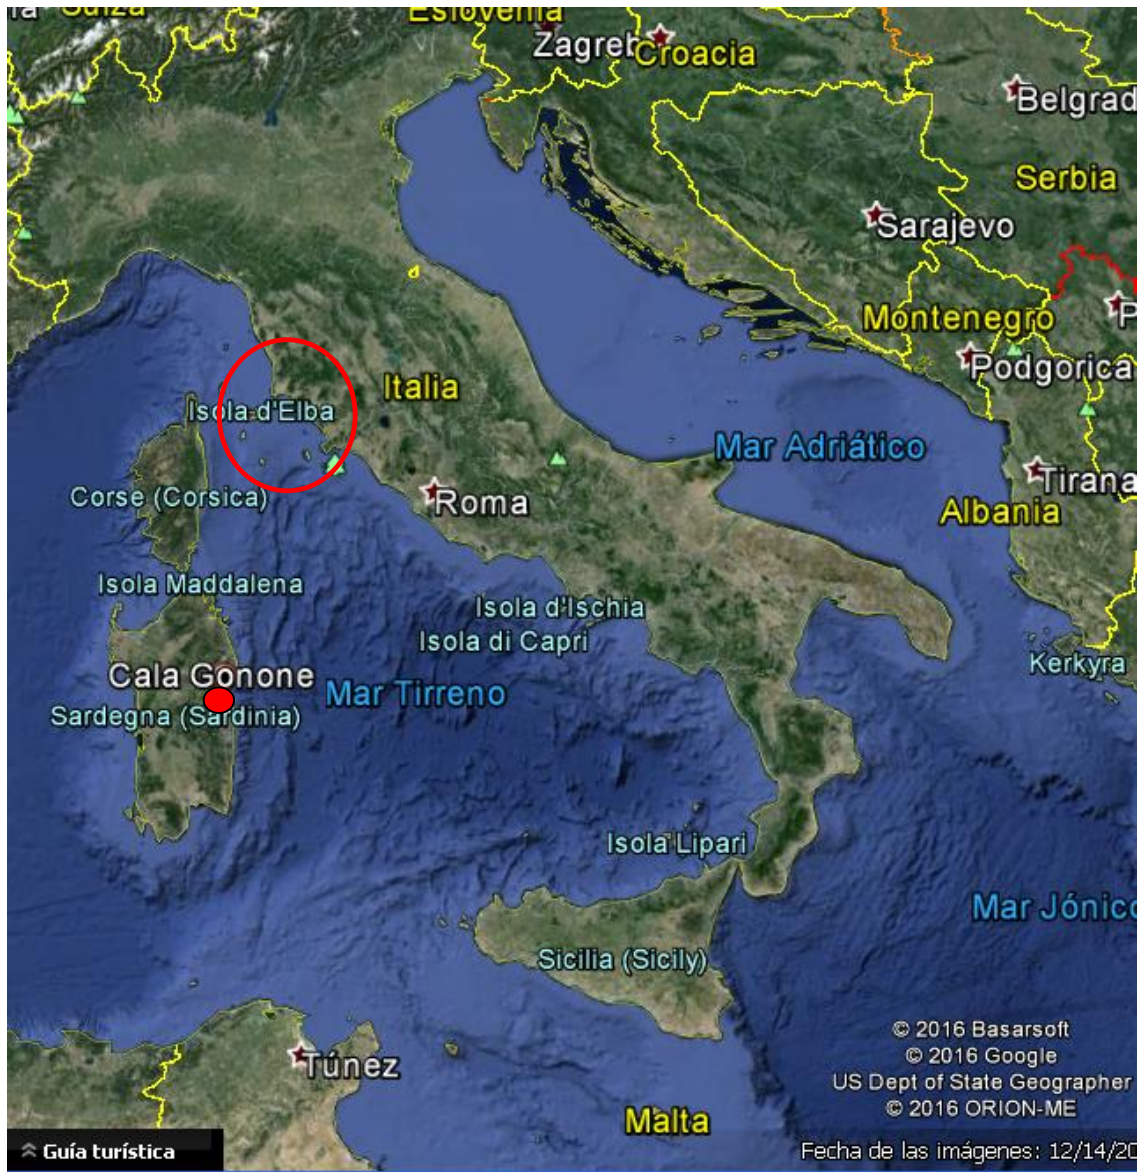 Suiza
Eslovenia
Zagreb
Croacia
Belgrad
Serbia
Sarajevo
Montenegro
Podgorica
Italia
Isola d'Elba
Mar Adriático
Tirana
Corse (Corsica)
Roma
Albania
Isola Maddalena
Isola d'Ischia
Isola di Capri
Kerkyra
Cala Gonone
Mar Tirreno
Sardegna (Sardinia)
Isola Lipari
Mar Jónico
Sicilia (Sicily)
© 2016 Basarsoft
© 2016 Google
US Dept of State Geographer
© 2016 ORION-ME
Túnez
Malta
Guía turística
Fecha de las imágenes: 12/14/20